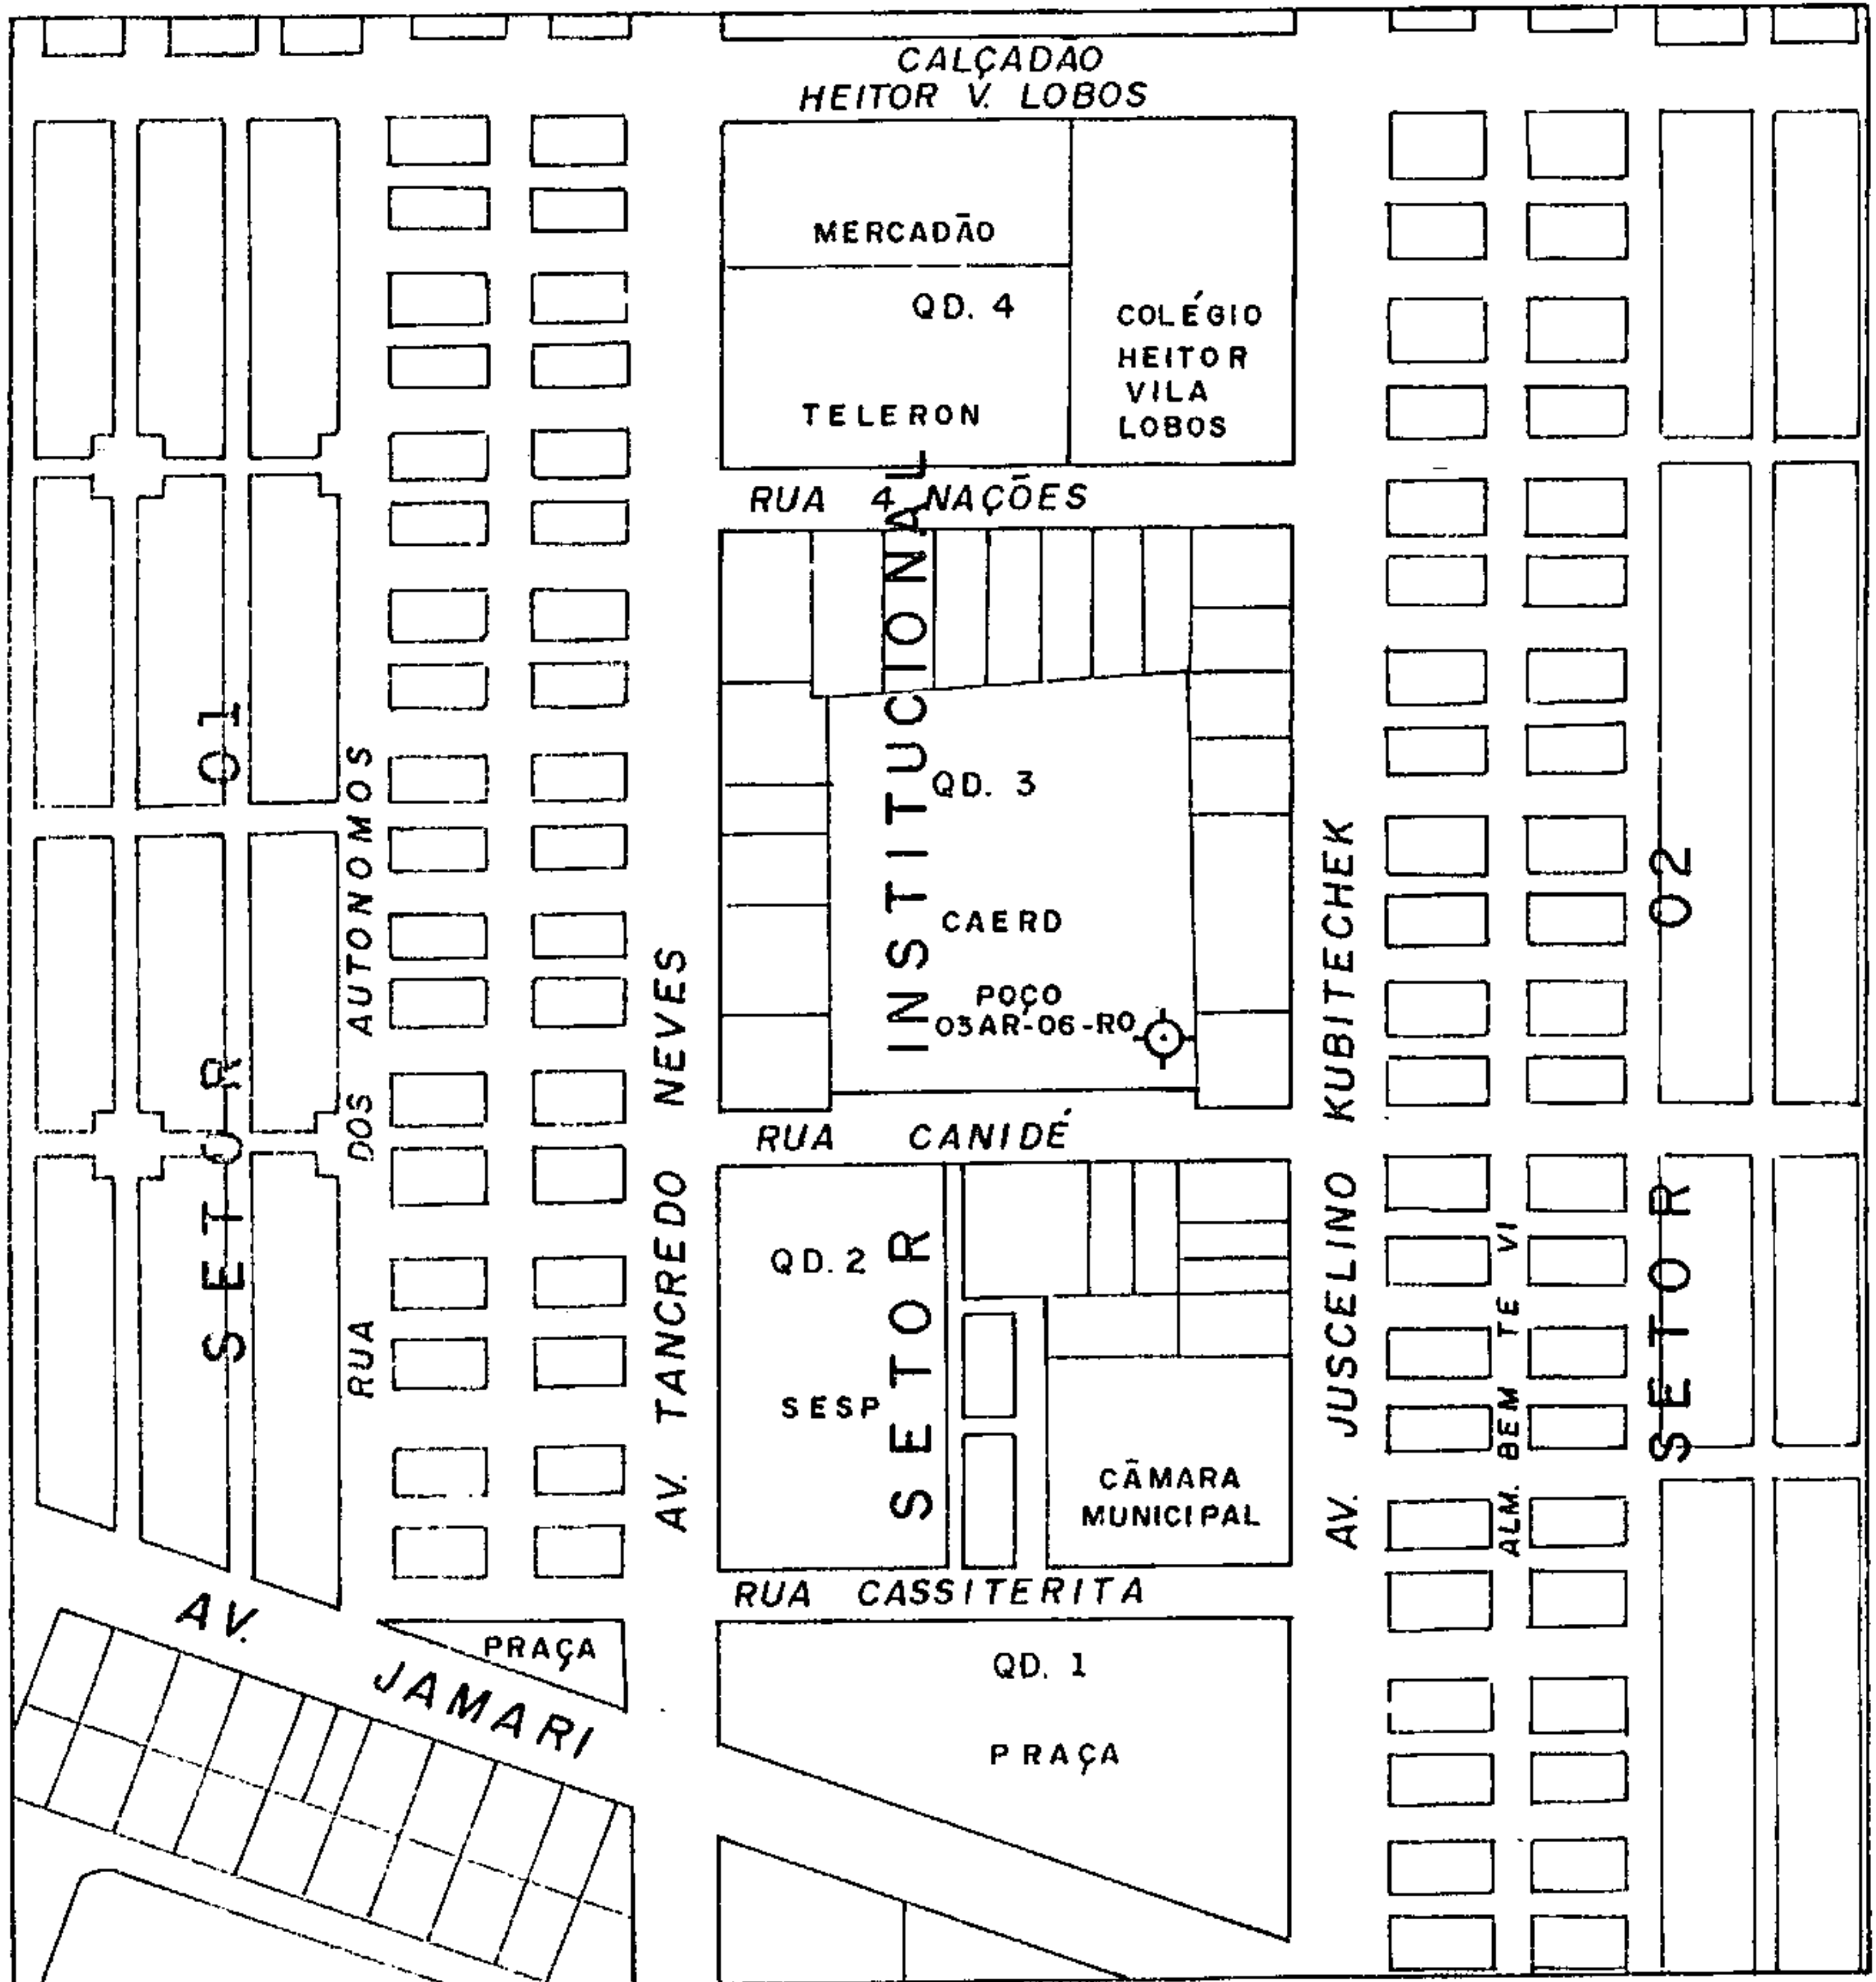 CALÇADAO
HEITOR V. LOBOS
MERCADÃO
QD. 4
COLÉGIO
HEITOR
VILA
LOBOS
TELERON
RUA 4 NAÇÕES
SETOR INSTITUCIONAL
QD. 3
CAERD
POÇO
03AR-06-RO
SETOR 01
RUA DOS AUTONOMOS
AV. TANCREDO NEVES
AV. JUSCELINO KUBITECHEK
SETOR 02
RUA CANIDÉ
QD. 2
SESP
CÃMARA
MUNICIPAL
ALM. BEM TE VI
RUA CASSITERITA
AV. JAMARI
PRAÇA
QD. 1
PRAÇA